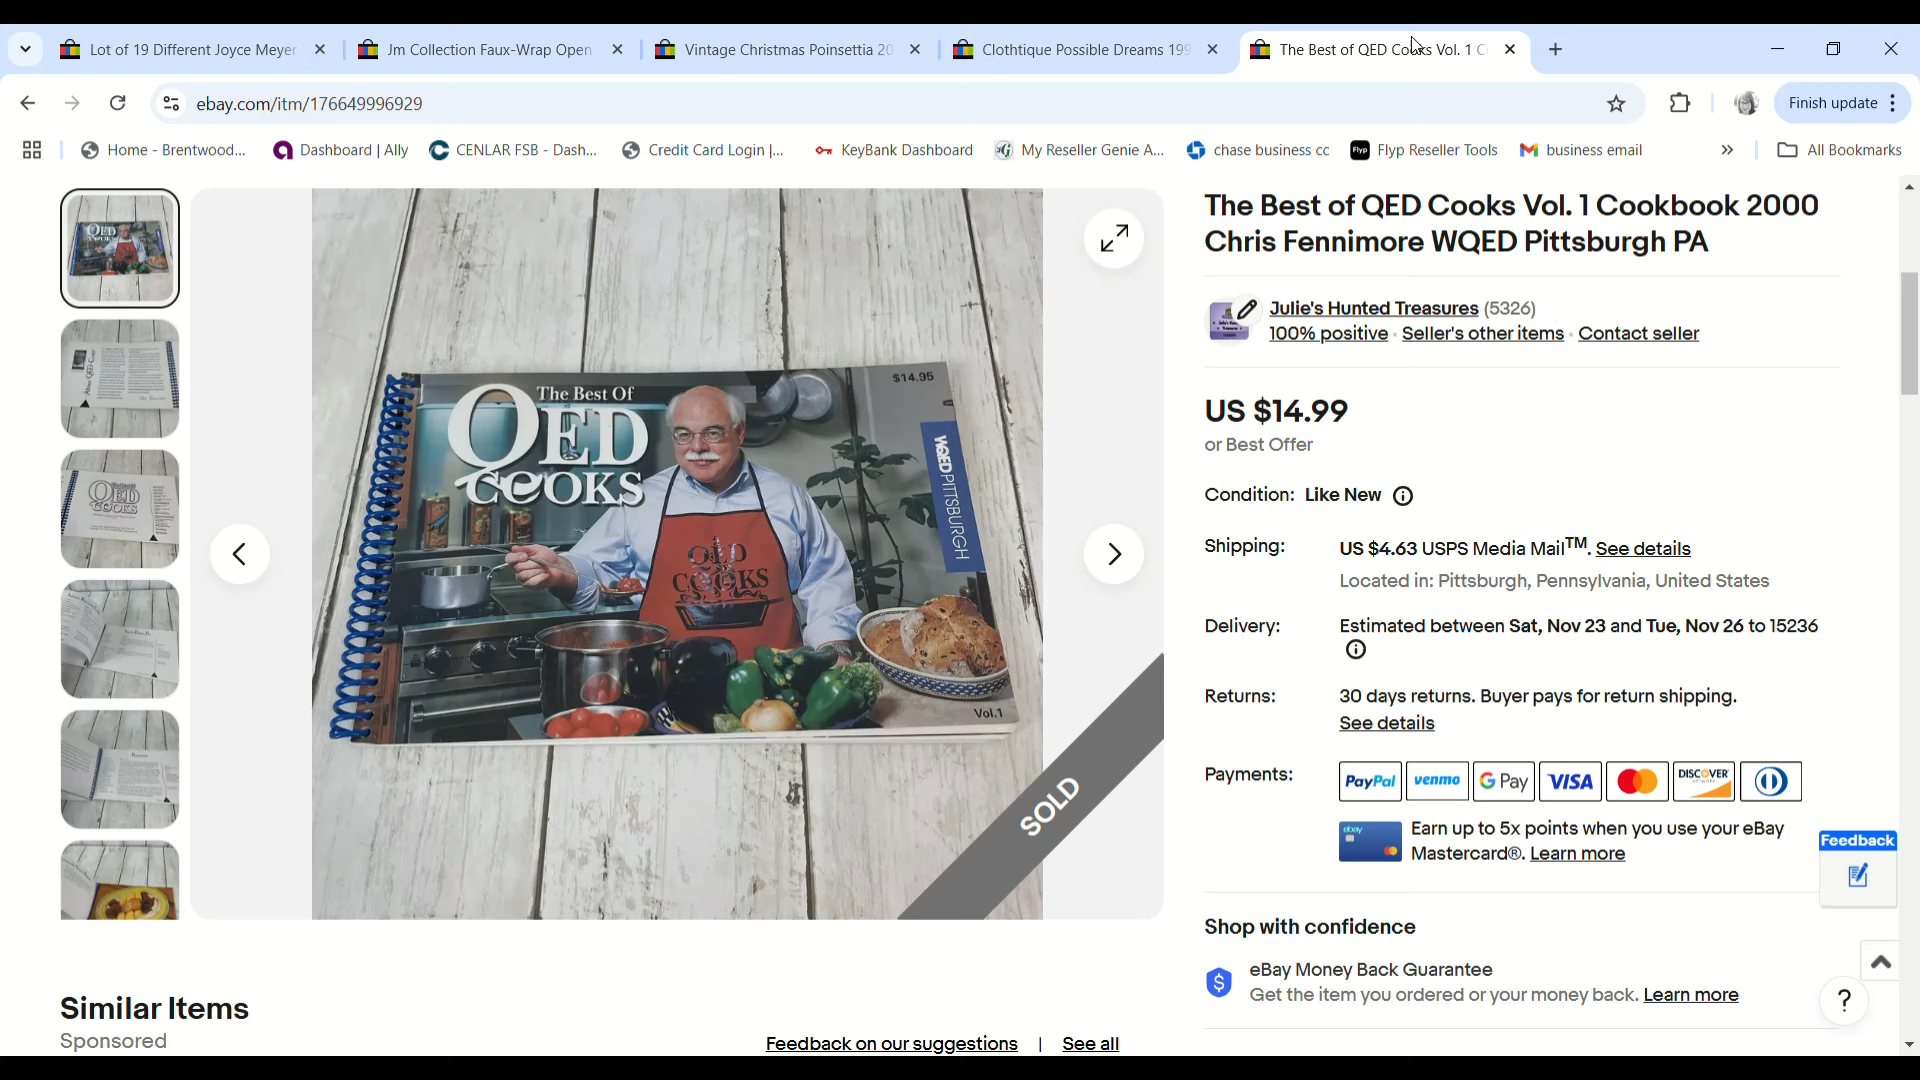 Lot of 19 Different Joyce Meyer
Jm Collection Faux-Wrap Open
Vintage Christmas Poinsettia 20
Clothtique Possible Dreams 199
The Best of QED Cooks Vol. 1 C
ebay.com/itm/176649996929
Finish update
Home - Brentwood...
Dashboard | Ally
CENLAR FSB - Dash...
Credit Card Login |...
KeyBank Dashboard
My Reseller Genie A...
chase business cc
Flyp
Flyp Reseller Tools
business email
All Bookmarks
The Best Of
QED
COOKS
$14.95
WQED PITTSBURGH
QED
COOKS
Vol.1
SOLD
The Best of QED Cooks Vol. 1 Cookbook 2000
Chris Fennimore WQED Pittsburgh PA
Julie's Hunted Treasures (5326)
100% positive · Seller's other items · Contact seller
US $14.99
or Best Offer
Condition: Like New
Shipping: US $4.63 USPS Media Mail™. See details
Located in: Pittsburgh, Pennsylvania, United States
Delivery: Estimated between Sat, Nov 23 and Tue, Nov 26 to 15236
Returns: 30 days returns. Buyer pays for return shipping.
See details
Payments: PayPal venmo G Pay VISA DISCOVER
ebay
Earn up to 5x points when you use your eBay
Mastercard®. Learn more
Feedback
Shop with confidence
eBay Money Back Guarantee
Get the item you ordered or your money back. Learn more
Similar Items
Sponsored
Feedback on our suggestions | See all